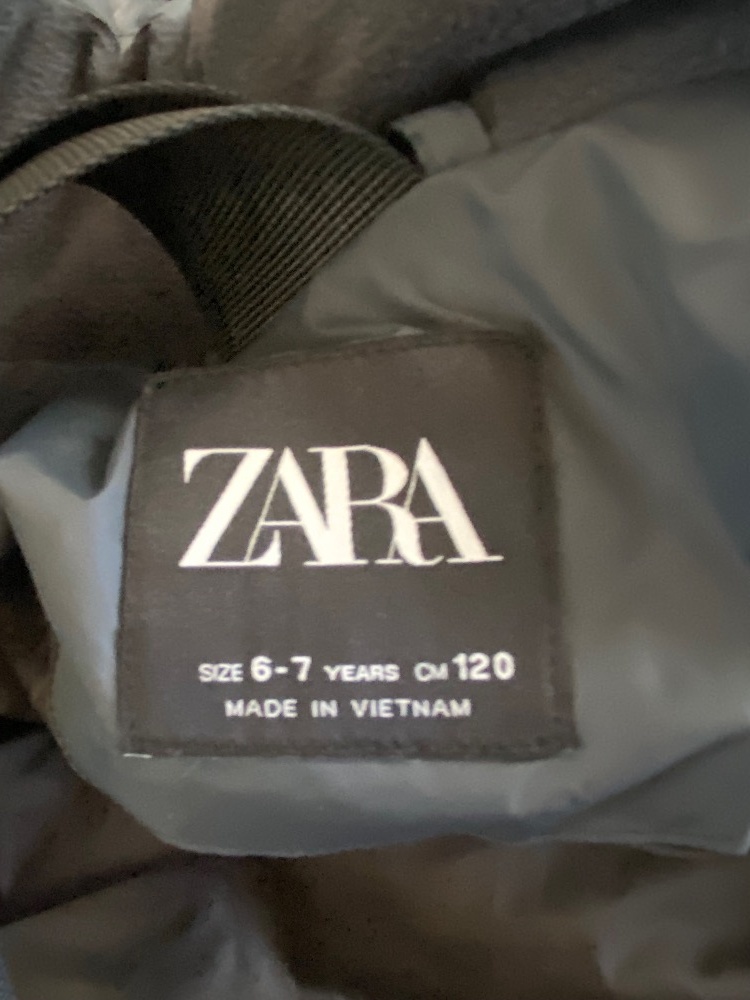 ZARA
SIZE 6-7 YEARS CM 120
MADE IN VIETNAM